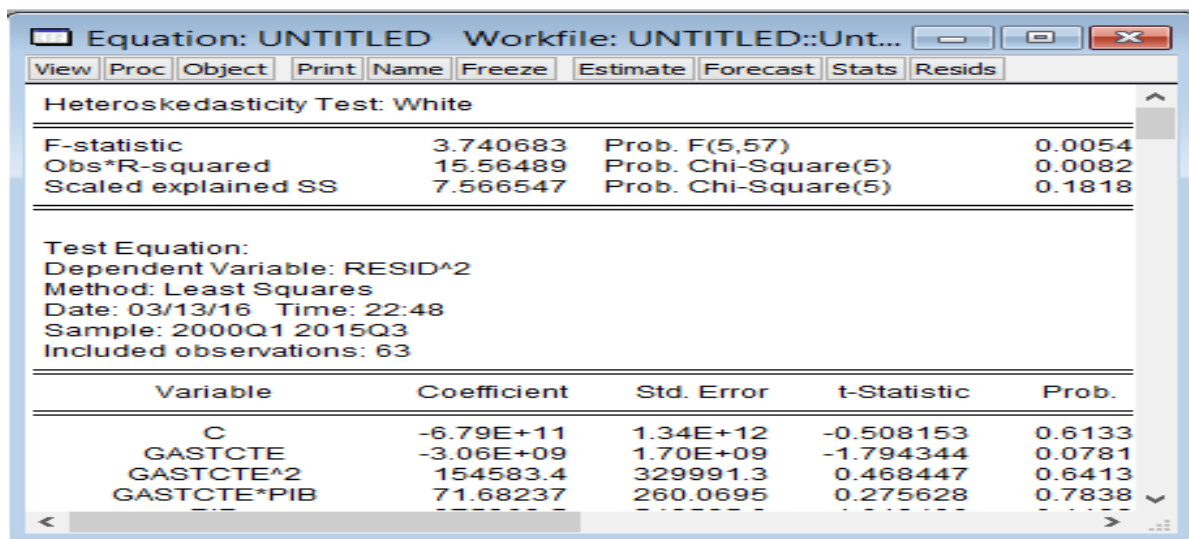 Equation: UNTITLED Workfile: UNTITLED::Unt...
View Proc Object Print Name Freeze Estimate Forecast Stats Resids
Heteroskedasticity Test: White
F-statistic 3.740683 Prob. F(5,57) 0.0054
Obs*R-squared 15.56489 Prob. Chi-Square(5) 0.0082
Scaled explained SS 7.566547 Prob. Chi-Square(5) 0.1818
Test Equation:
Dependent Variable: RESID^2
Method: Least Squares
Date: 03/13/16 Time: 22:48
Sample: 2000Q1 2015Q3
Included observations: 63
Variable Coefficient Std. Error t-Statistic Prob.
C -6.79E+11 1.34E+12 -0.508153 0.6133
GASTCTE -3.06E+09 1.70E+09 -1.794344 0.0781
GASTCTE^2 154583.4 329991.3 0.468447 0.6413
GASTCTE*PIB 71.68237 260.0695 0.275628 0.7838